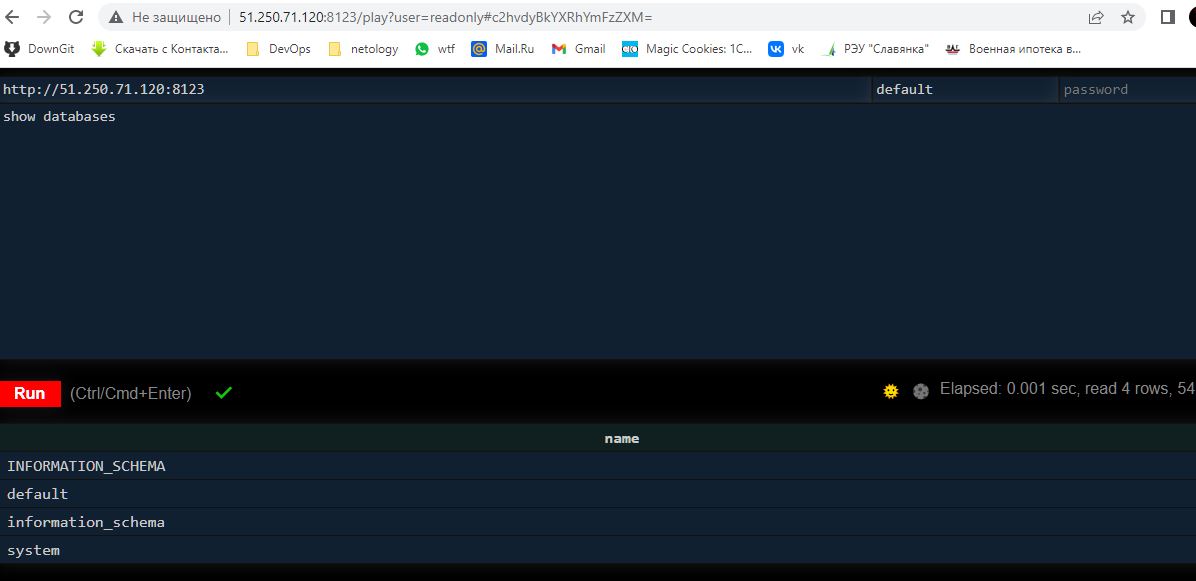 Не защищено 51.250.71.120:8123/play?user=readonly#c2hvdyBkYXRhYmFzZXM=
DownGit Скачать с Контакта... DevOps netology wtf Mail.Ru Gmail Magic Cookies: 1C... vk РЭУ "Славянка" Военная ипотека в...
http://51.250.71.120:8123 default password
show databases
Run (Ctrl/Cmd+Enter) Elapsed: 0.001 sec, read 4 rows, 54
name
INFORMATION_SCHEMA
default
information_schema
system